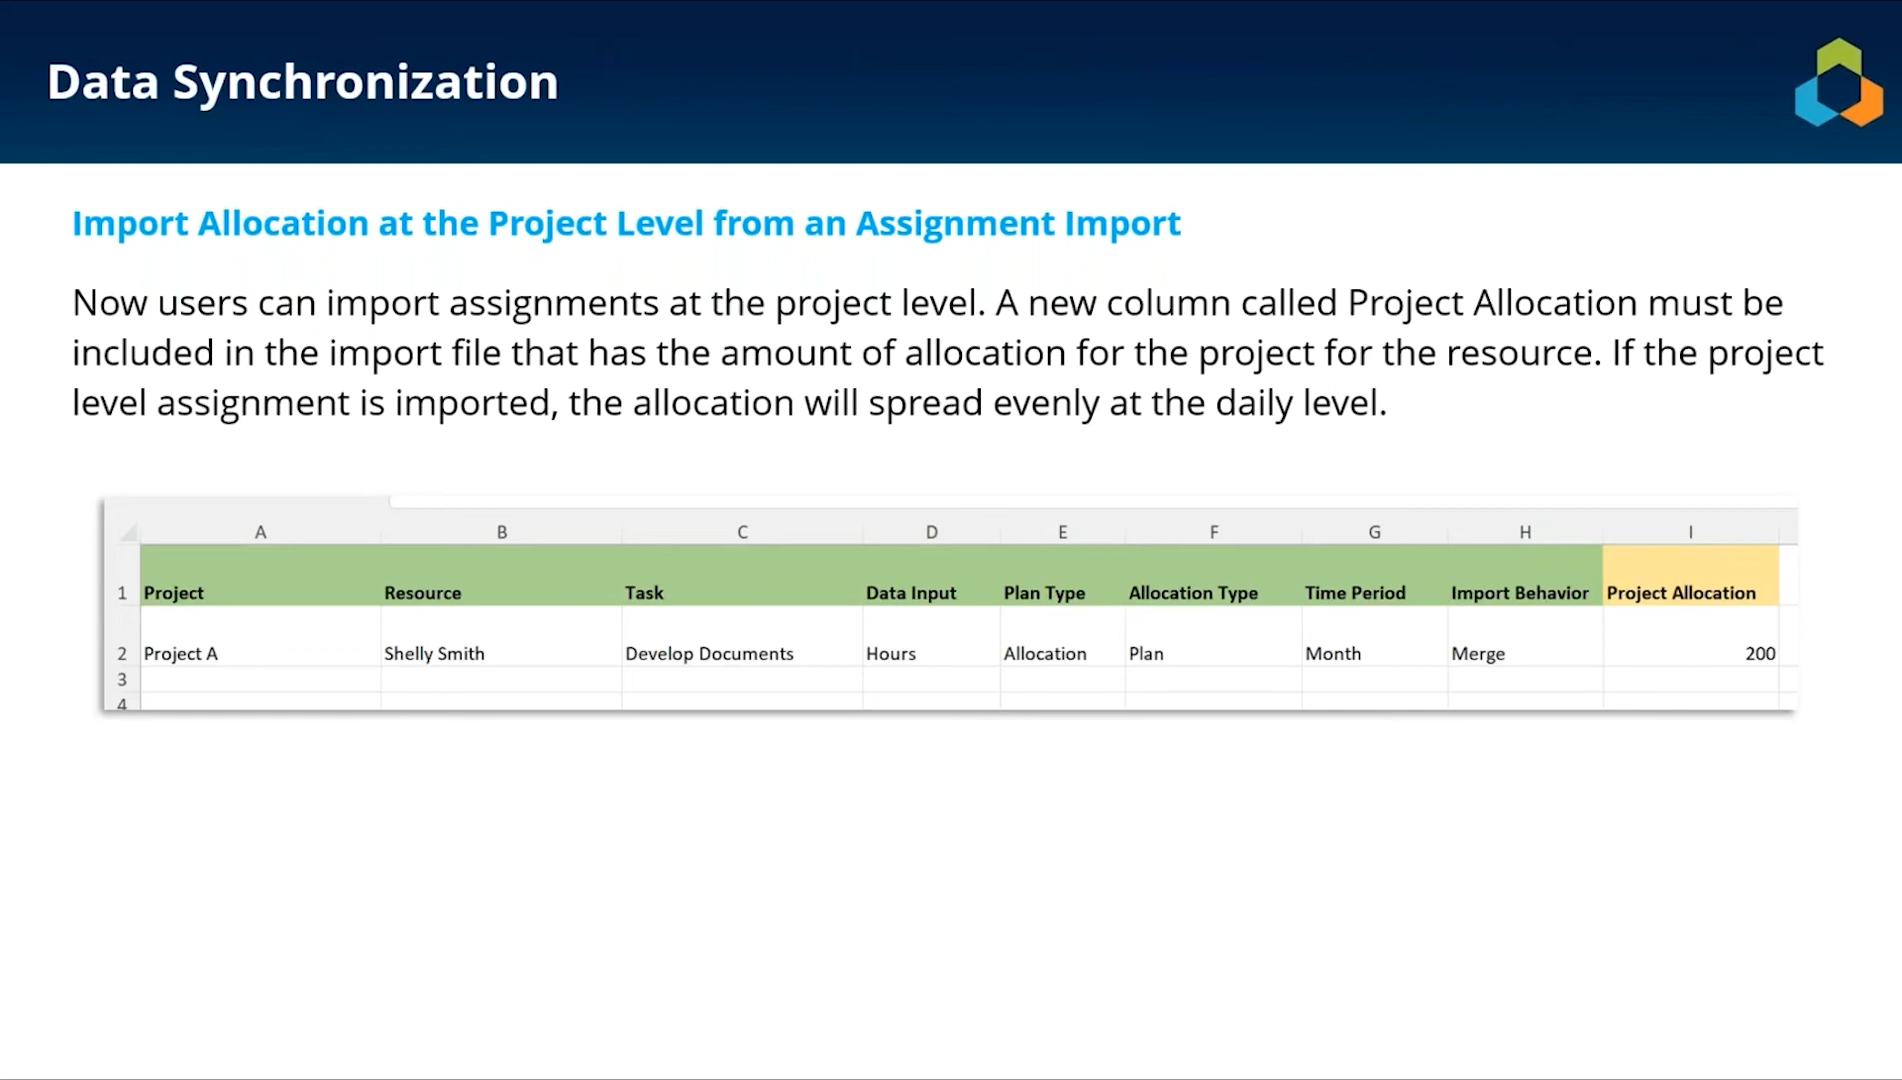 Data Synchronization
Import Allocation at the Project Level from an Assignment Import
Now users can import assignments at the project level. A new column called Project Allocation must be
included in the import file that has the amount of allocation for the project for the resource. If the project
level assignment is imported, the allocation will spread evenly at the daily level.
A B C D E F G H I
1 Project Resource Task Data Input Plan Type Allocation Type Time Period Import Behavior Project Allocation
2 Project A Shelly Smith Develop Documents Hours Allocation Plan Month Merge 200
3
4